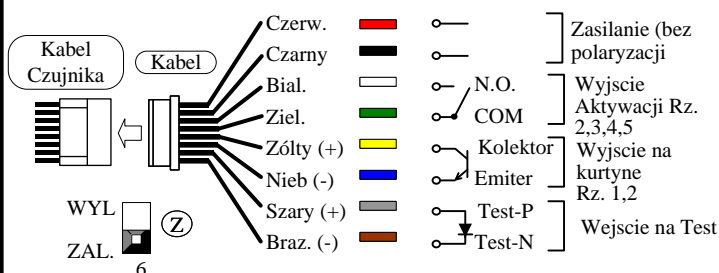 Kabel
Czujnika
Kabel
Czerw.
Czarny
Bial.
Ziel.
Zólty (+)
Nieb (-)
Szary (+)
Braz. (-)
N.O.
COM
Kolektor
Emiter
Test-P
Test-N
Zasilanie (bez
polaryzacji
Wyjscie
Aktywacji Rz.
2,3,4,5
Wyjscie na
kurtyne
Rz. 1,2
Wejscie na Test
WYL
Z
ZAL.
6